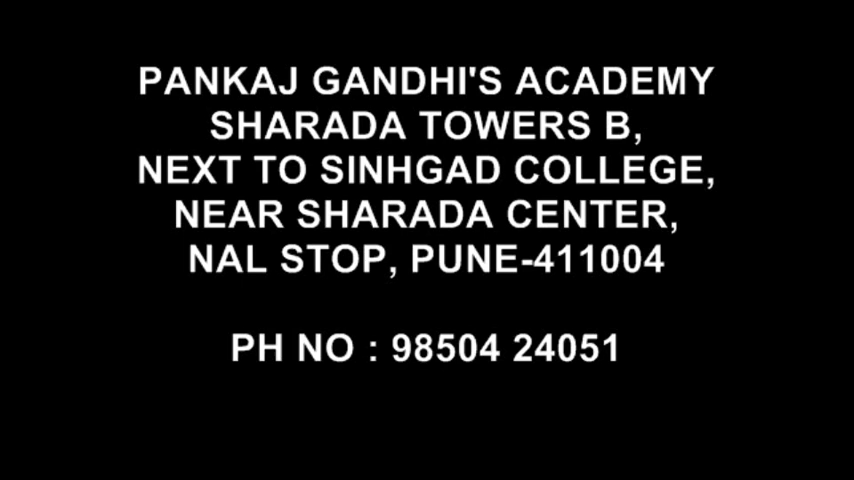 PANKAJ GANDHI'S ACADEMY
SHARADA TOWERS B,
NEXT TO SINHGAD COLLEGE,
NEAR SHARADA CENTER,
NAL STOP, PUNE-411004
PH NO : 98504 24051